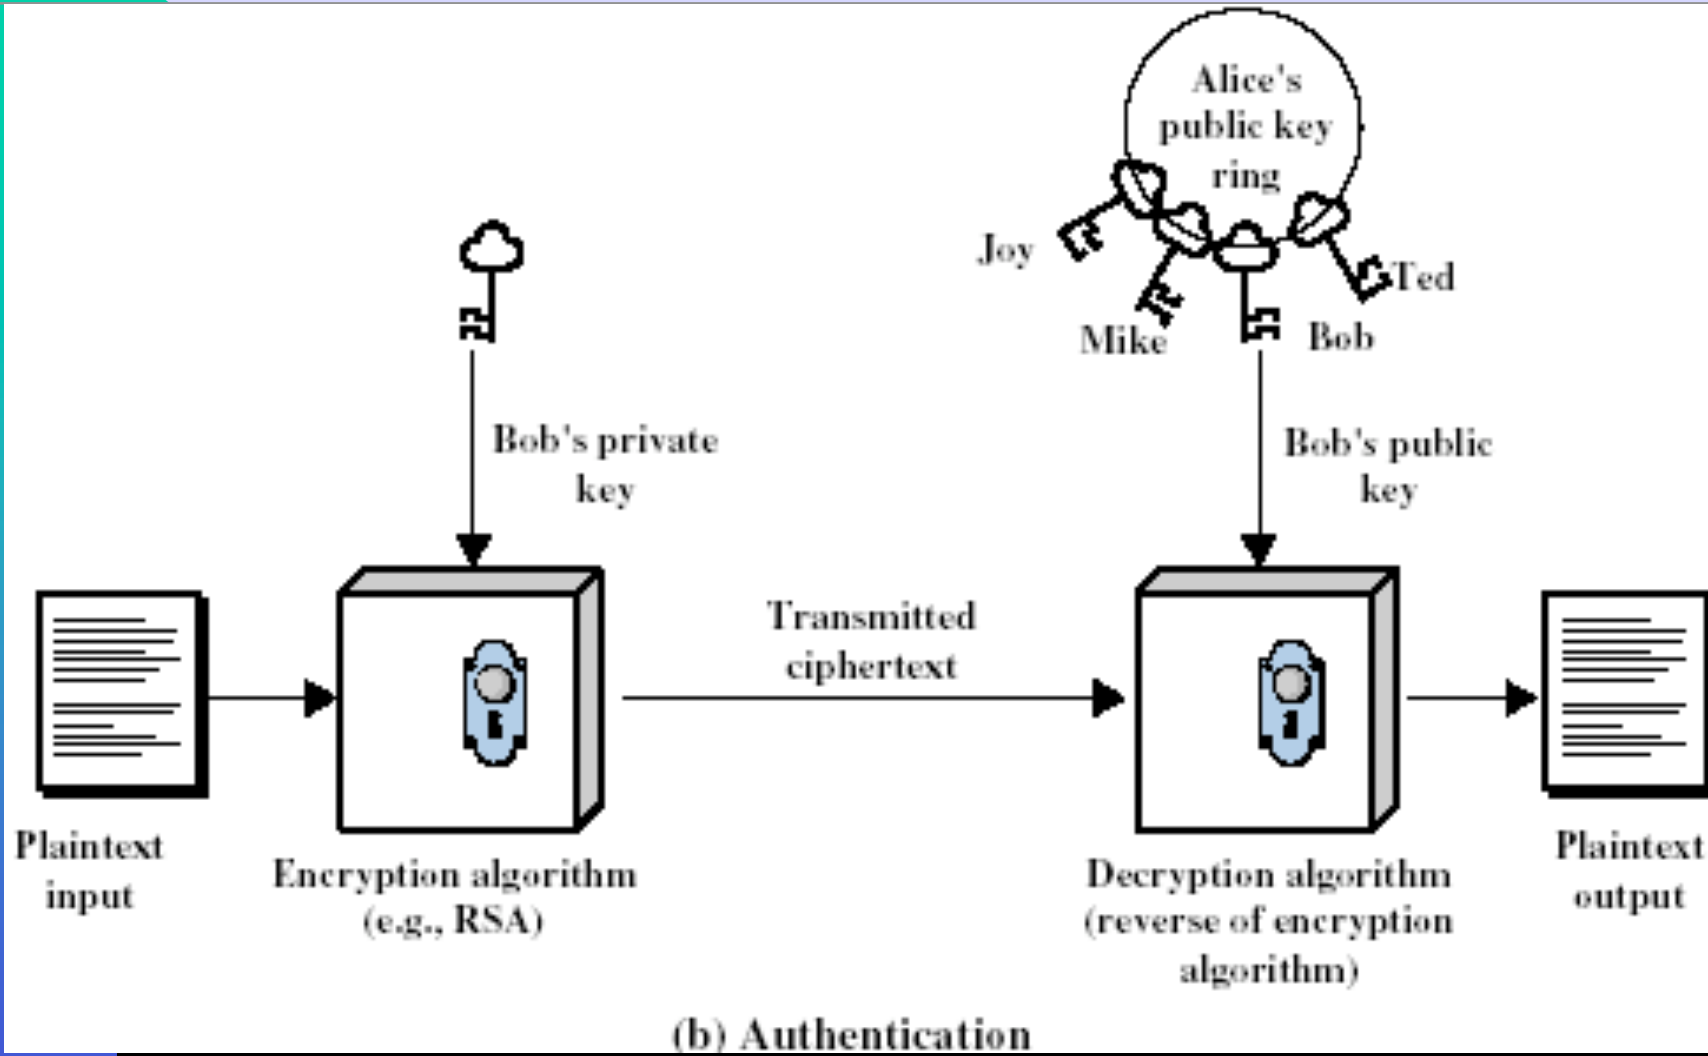 Alice's
public key
ring
Joy
Ted
Mike
Bob
Bob's private
key
Bob's public
key
Transmitted
ciphertext
Plaintext
input
Encryption algorithm
(e.g., RSA)
Decryption algorithm
(reverse of encryption
algorithm)
Plaintext
output
(b) Authentication